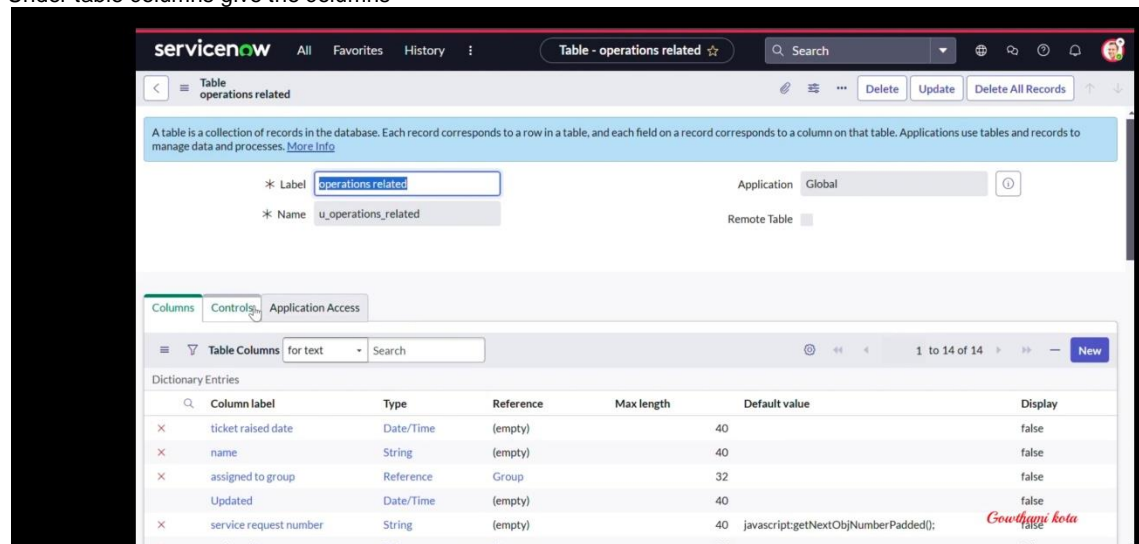 Under table columns give the columns
servicenow All Favorites History Table - operations related Search
Table
operations related
Delete Update Delete All Records
A table is a collection of records in the database. Each record corresponds to a row in a table, and each field on a record corresponds to a column on that table. Applications use tables and records to
manage data and processes. More Info
* Label operations related Application Global
* Name u_operations_related Remote Table
Columns Controls Application Access
Table Columns for text Search 1 to 14 of 14 New
Dictionary Entries
Column label Type Reference Max length Default value Display
ticket raised date Date/Time (empty) 40 false
name String (empty) 40 false
assigned to group Reference Group 32 false
Updated Date/Time (empty) 40 false
service request number String (empty) 40 javascript:getNextObjNumberPadded(); false
Gowthami kota